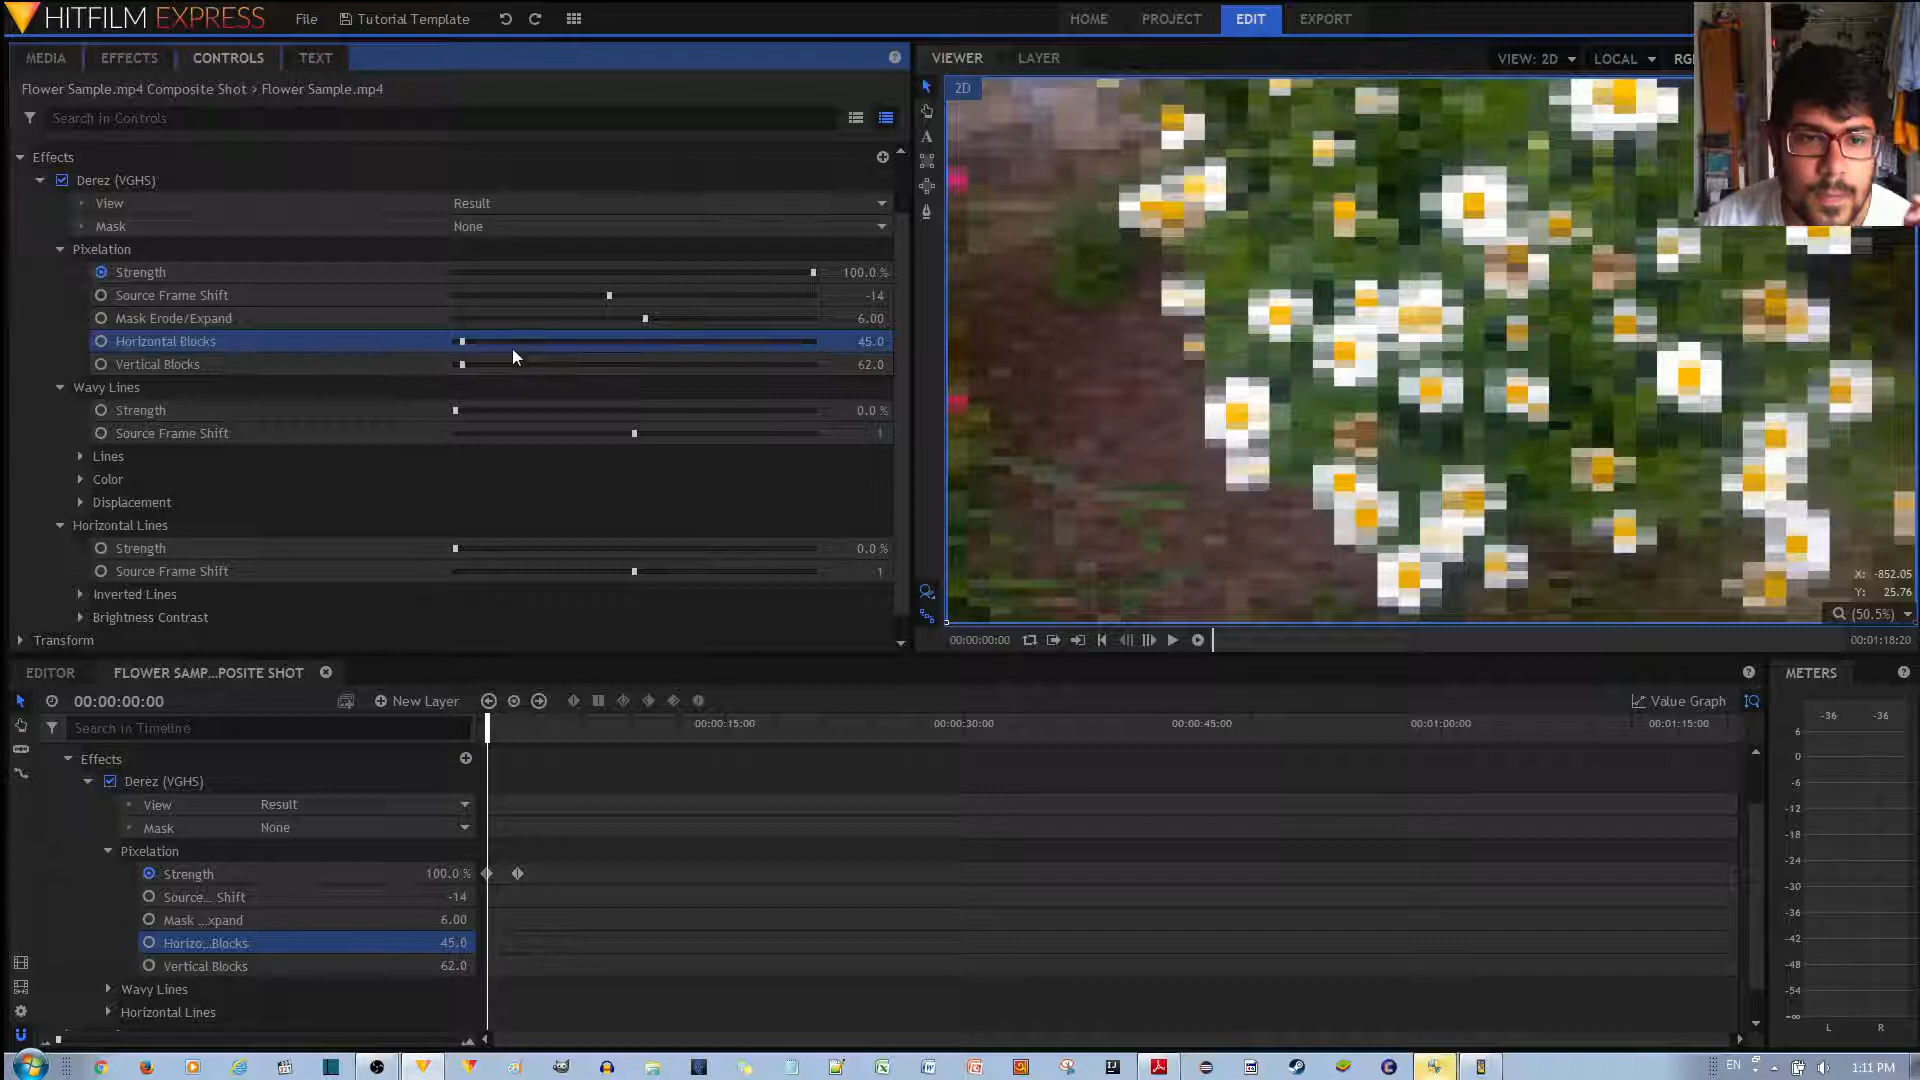 HITFILM EXPRESS
File
Tutorial Template
HOME
PROJECT
EDIT
EXPORT
MEDIA
EFFECTS
CONTROLS
TEXT
VIEWER
LAYER
VIEW: 2D
LOCAL
Flower Sample.mp4 Composite Shot > Flower Sample.mp4
2D
Search in Controls
Effects
Derez (VGHS)
View Result
Mask None
Pixelation
Strength 100.0 %
Source Frame Shift -14
Mask Erode/Expand 6.00
Horizontal Blocks 45.0
Vertical Blocks 62.0
Wavy Lines
Strength 0.0 %
Source Frame Shift 1
Lines
Color
Displacement
Horizontal Lines
Strength 0.0 %
Source Frame Shift -1
Inverted Lines
Brightness Contrast
Transform
X: -852.05
Y: 25.76
(50.5%)
00:00:00:00
00:01:18:20
EDITOR
FLOWER SAMP...POSITE SHOT
METERS
00:00:00:00
New Layer
Value Graph
Search in Timeline
00:00:15:00
00:00:30:00
00:00:45:00
00:01:00:00
00:01:15:00
Effects
Derez (VGHS)
View Result
Mask None
Pixelation
Strength 100.0 %
Source... Shift -14
Mask ...xpand 6.00
Horizo...Blocks 45.0
Vertical Blocks 62.0
Wavy Lines
Horizontal Lines
-36 -36
6
0
-6
-12
-18
-24
-30
-36
-42
-48
-54
-∞
L R
EN
1:11 PM